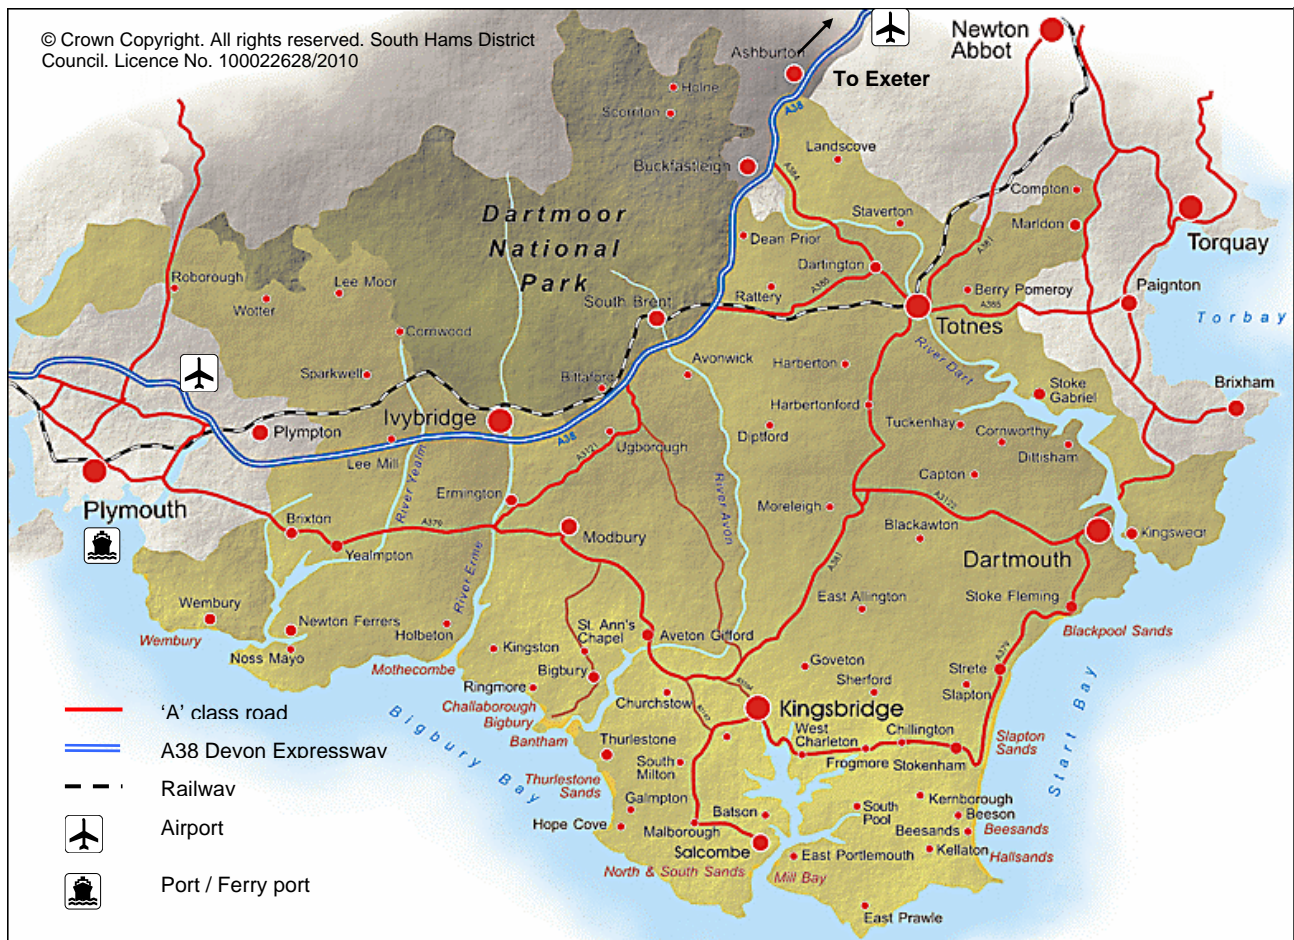 © Crown Copyright. All rights reserved. South Hams District
Council. Licence No. 100022628/2010
Newton
Abbot
Ashburton
To Exeter
Holne
Scorriton
A38
Landscove
Buckfastleigh
A384
Compton
Dartmoor
National
Park
Staverton
Marldon
Torquay
Dean Prior
A381
Dartington
Roborough
Lee Moor
Wotter
South Brent
Rattery
A385
Berry Pomeroy
A385
Paignton
Torbay
Totnes
Cornwood
Avonwick
Harberton
River Dart
Sparkwell
Bittaford
Stoke
Gabriel
Brixham
Ivybridge
Harbertonford
Plympton
A38
Ugborough
Diptford
Tuckenhay
Cornworthy
Dittisham
Lee Mill
A3121
River Yealm
Capton
Plymouth
Ermington
River Avon
Moreleigh
A3122
Brixton
A379
Modbury
Blackawton
Kingswear
Yealmpton
Dartmouth
River Erme
A381
Wembury
East Allington
Stoke Fleming
Newton Ferrers
Holbeton
St. Ann's
Chapel
Aveton Gifford
Blackpool Sands
Wembury
Noss Mayo
Kingston
A379
Mothecombe
Bigbury
Goveton
Strete
Ringmore
Sherford
Slapton
Challaborough
Bigbury
Churchstow
Kingsbridge
Start Bay
'A' class road
Bigbury Bay
Bantham
West
Charleton
Chillington
Slapton
Sands
A38 Devon Expressway
Thurlestone
South
Milton
Frogmore
Stokenham
Railway
Thurlestone
Sands
Galmpton
Kernborough
Airport
Hope Cove
Malborough
Batson
South
Pool
Beeson
Beesands
Beesands
Salcombe
East Portlemouth
Kellaton
Hallsands
North & South Sands
Mill Bay
Port / Ferry port
East Prawle